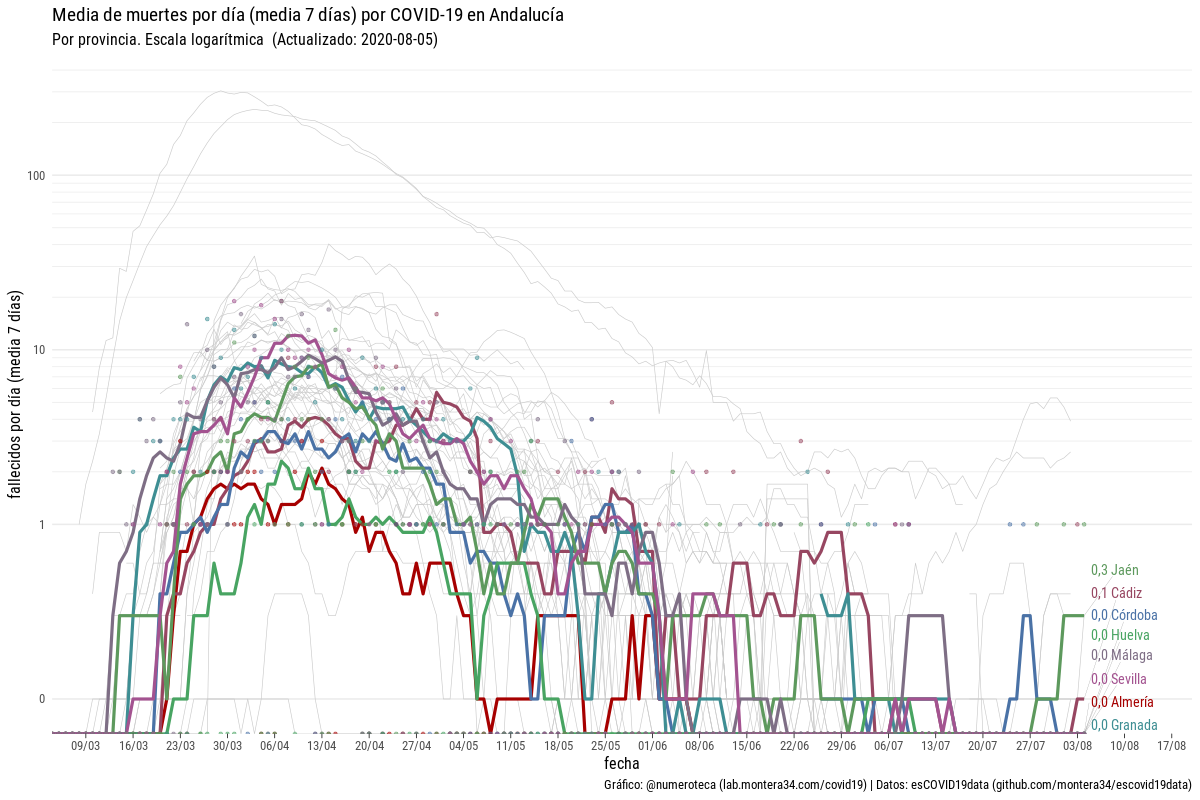 Media de muertes por día (media 7 días) por COVID-19 en Andalucía
Por provincia. Escala logarítmica (Actualizado: 2020-08-05)
fallecidos por día (media 7 días)
100
10
1
0
0,3 Jaén
0,1 Cádiz
0,0 Córdoba
0,0 Huelva
0,0 Málaga
0,0 Sevilla
0,0 Almería
0,0 Granada
09/03 16/03 23/03 30/03 06/04 13/04 20/04 27/04 04/05 11/05 18/05 25/05 01/06 08/06 15/06 22/06 29/06 06/07 13/07 20/07 27/07 03/08 10/08 17/08
fecha
Gráfico: @numeroteca (lab.montera34.com/covid19) | Datos: esCOVID19data (github.com/montera34/escovid19data)